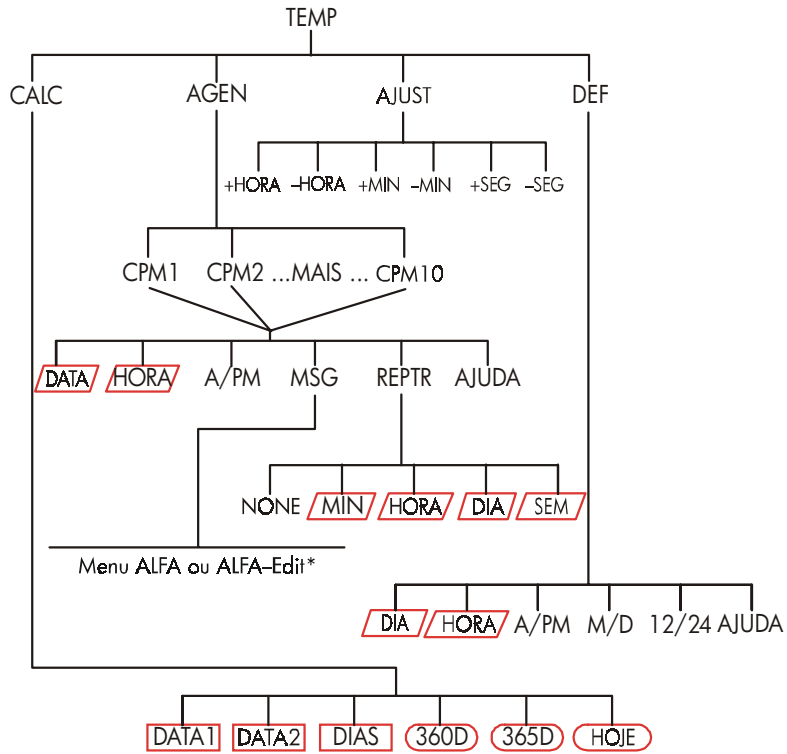 TEMP
CALC AGEN AJUST DEF
+HORA –HORA +MIN –MIN +SEG –SEG
CPM1 CPM2 ...MAIS ... CPM10
DATA HORA A/PM MSG REPTR AJUDA
NONE MIN HORA DIA SEM
Menu ALFA ou ALFA–Edit*
DIA HORA A/PM M/D 12/24 AJUDA
DATA1 DATA2 DIAS 360D 365D HOJE